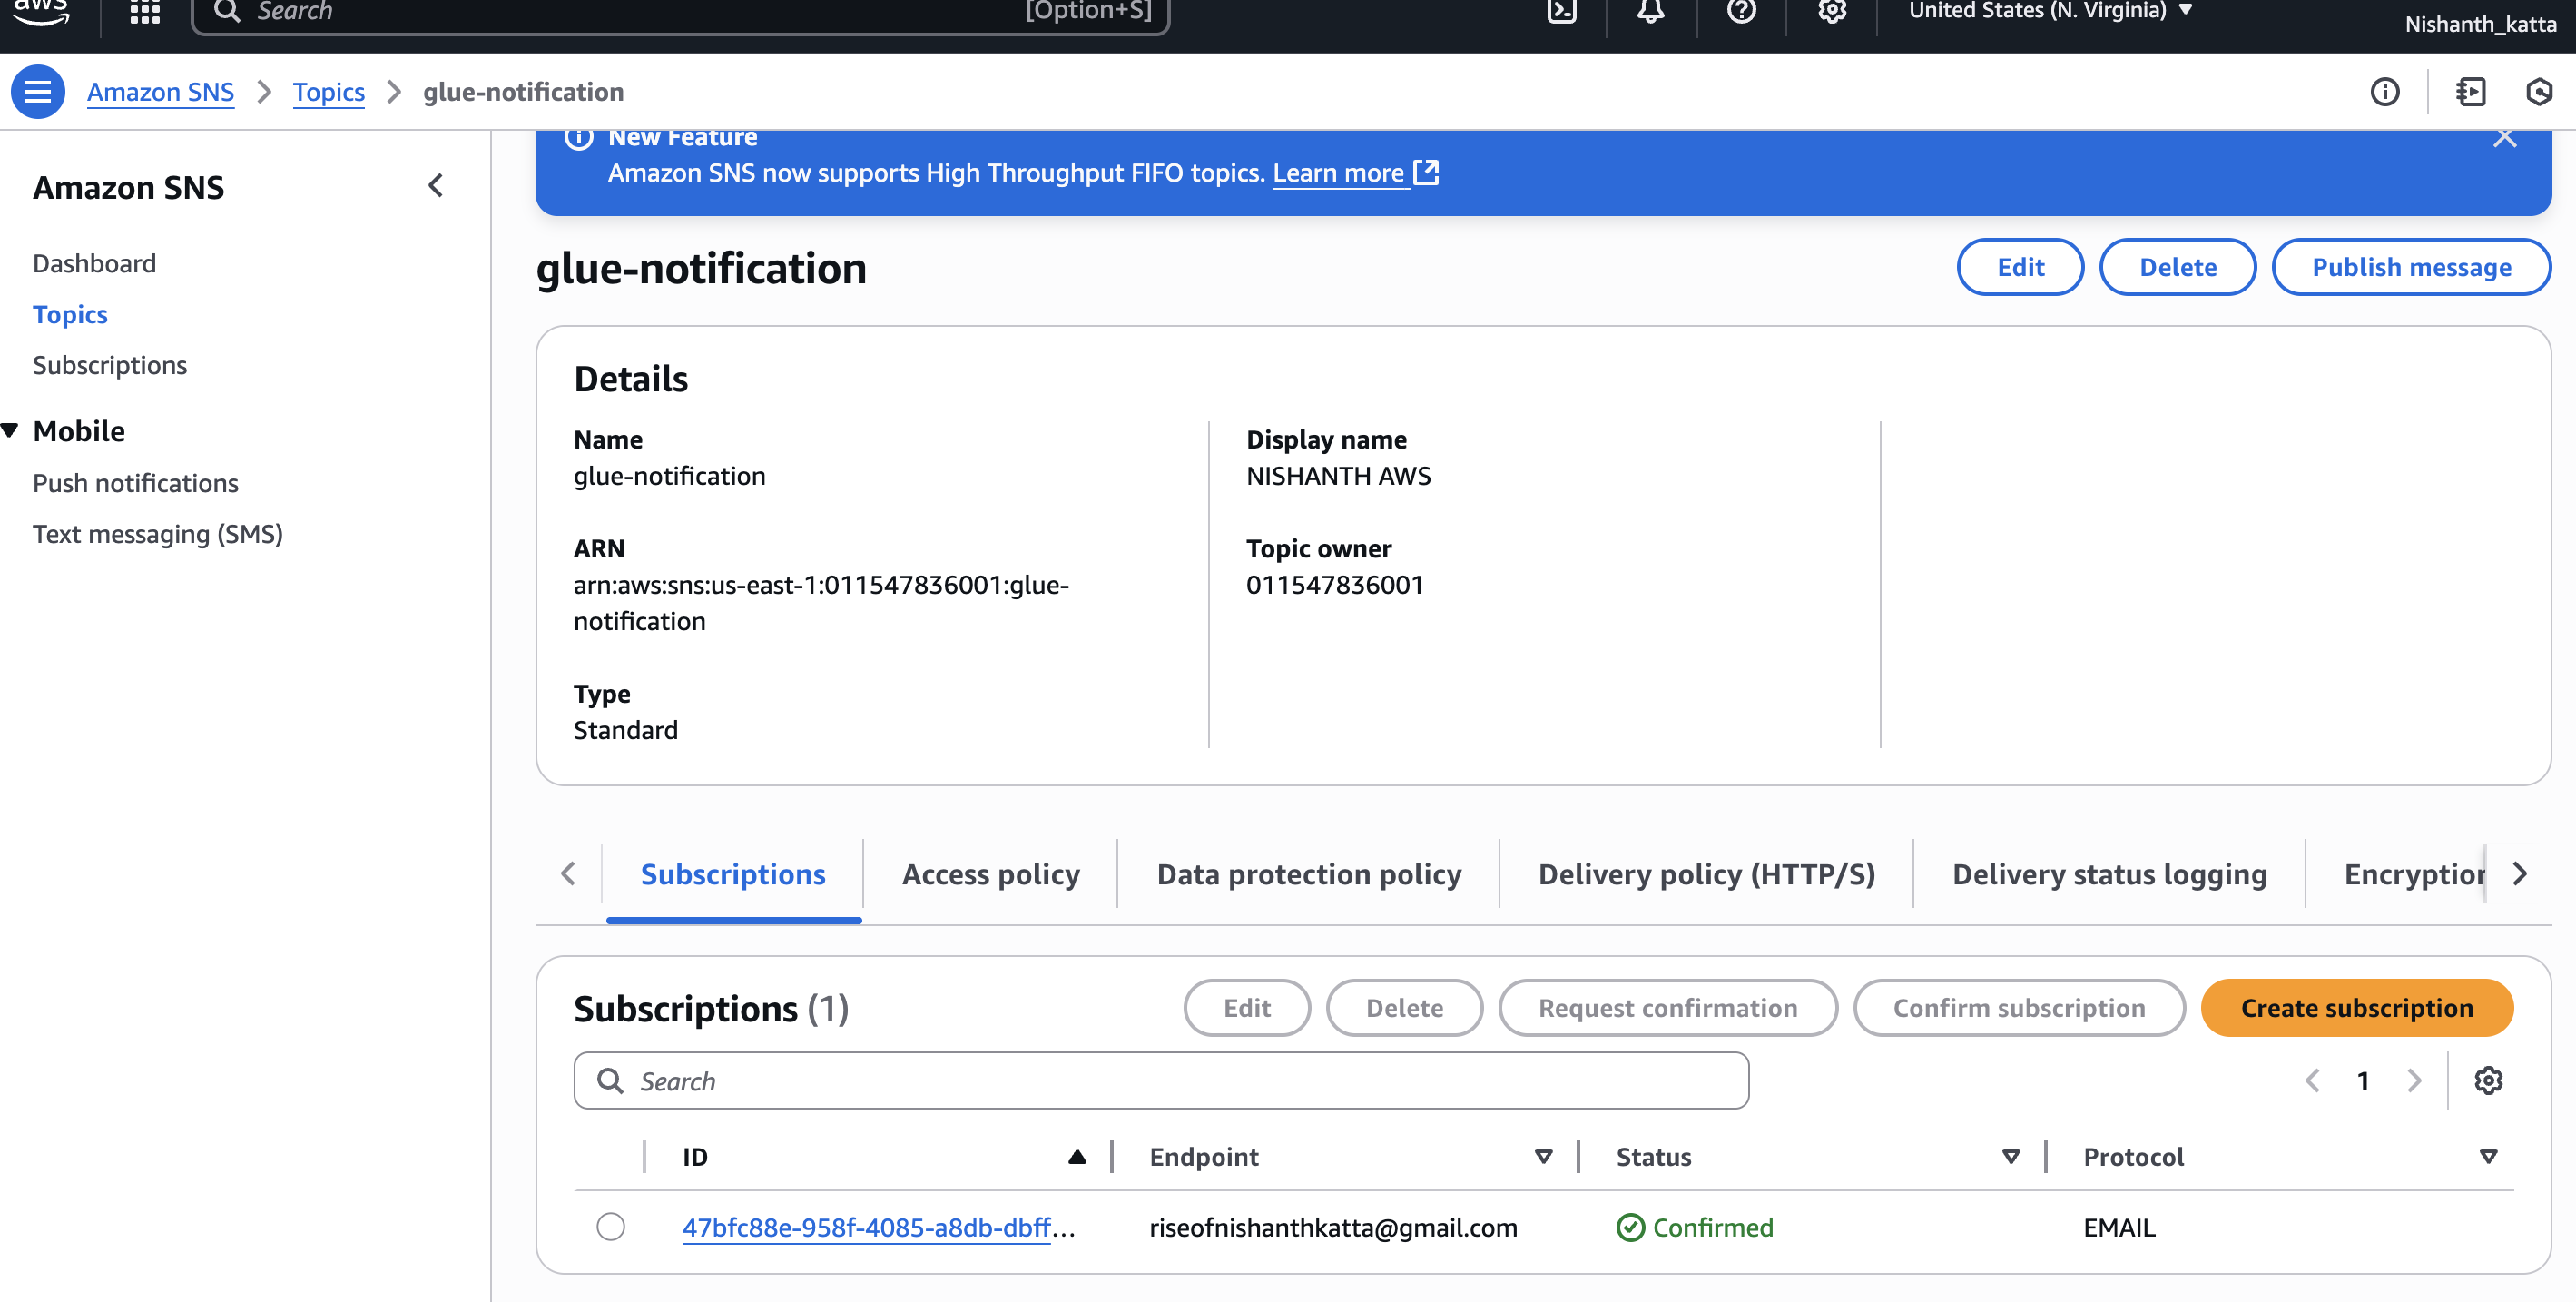 aws
Search
[Option+S]
United States (N. Virginia)
Nishanth_katta
Amazon SNS
Topics
glue-notification
Amazon SNS
Dashboard
Topics
Subscriptions
Mobile
Push notifications
Text messaging (SMS)
New Feature
Amazon SNS now supports High Throughput FIFO topics. Learn more
glue-notification
Edit
Delete
Publish message
Details
Name
glue-notification
ARN
arn:aws:sns:us-east-1:011547836001:glue-
notification
Type
Standard
Display name
NISHANTH AWS
Topic owner
011547836001
Subscriptions
Access policy
Data protection policy
Delivery policy (HTTP/S)
Delivery status logging
Encryption
Subscriptions (1)
Edit
Delete
Request confirmation
Confirm subscription
Create subscription
Search
1
ID
Endpoint
Status
Protocol
47bfc88e-958f-4085-a8db-dbff...
riseofnishanthkatta@gmail.com
Confirmed
EMAIL